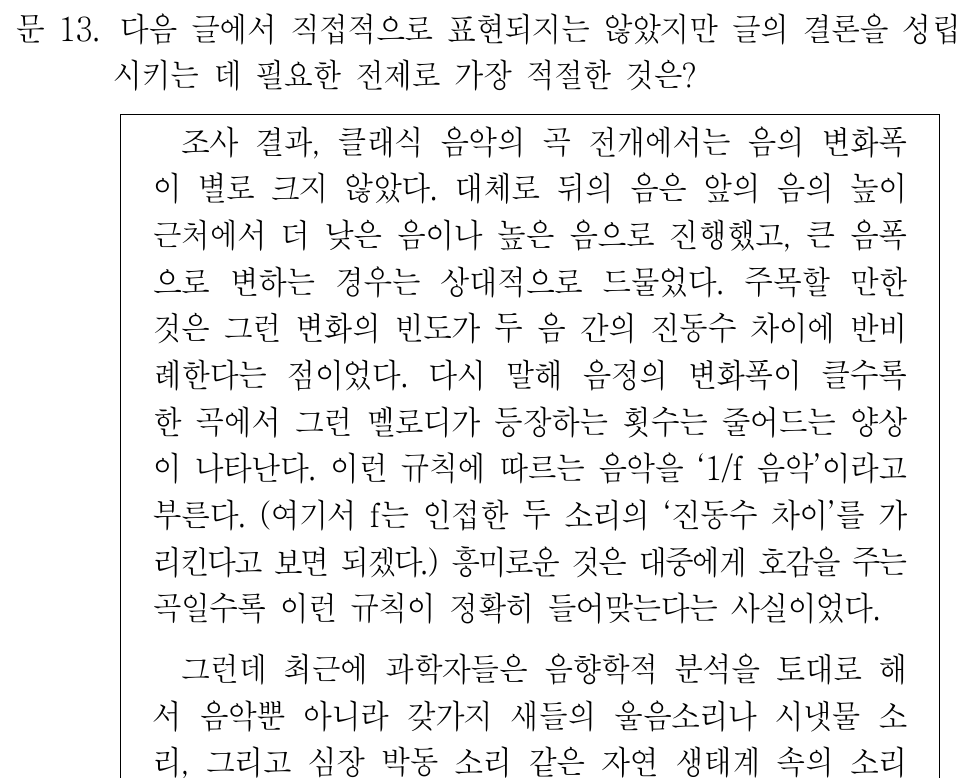 문 13. 다음 글에서 직접적으로 표현되지는 않았지만 글의 결론을 성립
시키는 데 필요한 전제로 가장 적절한 것은?
조사 결과, 클래식 음악의 곡 전개에서는 음의 변화폭
이 별로 크지 않았다. 대체로 뒤의 음은 앞의 음의 높이
근처에서 더 낮은 음이나 높은 음으로 진행했고, 큰 음폭
으로 변하는 경우는 상대적으로 드물었다. 주목할 만한
것은 그런 변화의 빈도가 두 음 간의 진동수 차이에 반비
례한다는 점이었다. 다시 말해 음정의 변화폭이 클수록
한 곡에서 그런 멜로디가 등장하는 횟수는 줄어드는 양상
이 나타난다. 이런 규칙에 따르는 음악을 ‘1/f 음악’이라고
부른다. (여기서 f는 인접한 두 소리의 ‘진동수 차이’를 가
리킨다고 보면 되겠다.) 흥미로운 것은 대중에게 호감을 주는
곡일수록 이런 규칙이 정확히 들어맞는다는 사실이었다.
그런데 최근에 과학자들은 음향학적 분석을 토대로 해
서 음악뿐 아니라 갖가지 새들의 울음소리나 시냇물 소
리, 그리고 심장 박동 소리 같은 자연 생태계 속의 소리